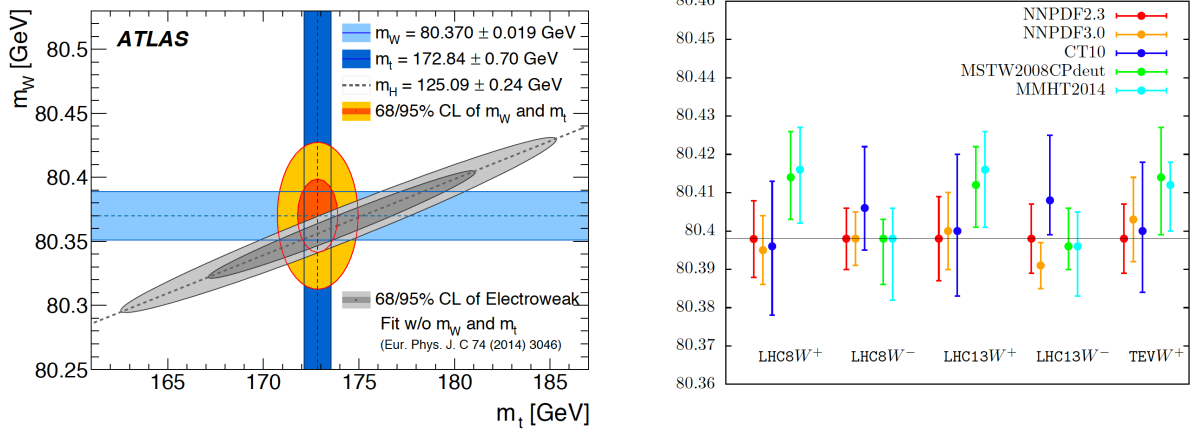 ATLAS
m_W = 80.370 ± 0.019 GeV
m_t = 172.84 ± 0.70 GeV
m_H = 125.09 ± 0.24 GeV
68/95% CL of m_W and m_t
68/95% CL of Electroweak
Fit w/o m_W and m_t
(Eur. Phys. J. C 74 (2014) 3046)
m_W [GeV]
80.5
80.45
80.4
80.35
80.3
80.25
165
170
175
180
185
m_t [GeV]
NNPDF2.3
NNPDF3.0
CT10
MSTW2008CPdeut
MMHT2014
80.46
80.45
80.44
80.43
80.42
80.41
80.4
80.39
80.38
80.37
80.36
LHC8W+
LHC8W−
LHC13W+
LHC13W−
TEVW+